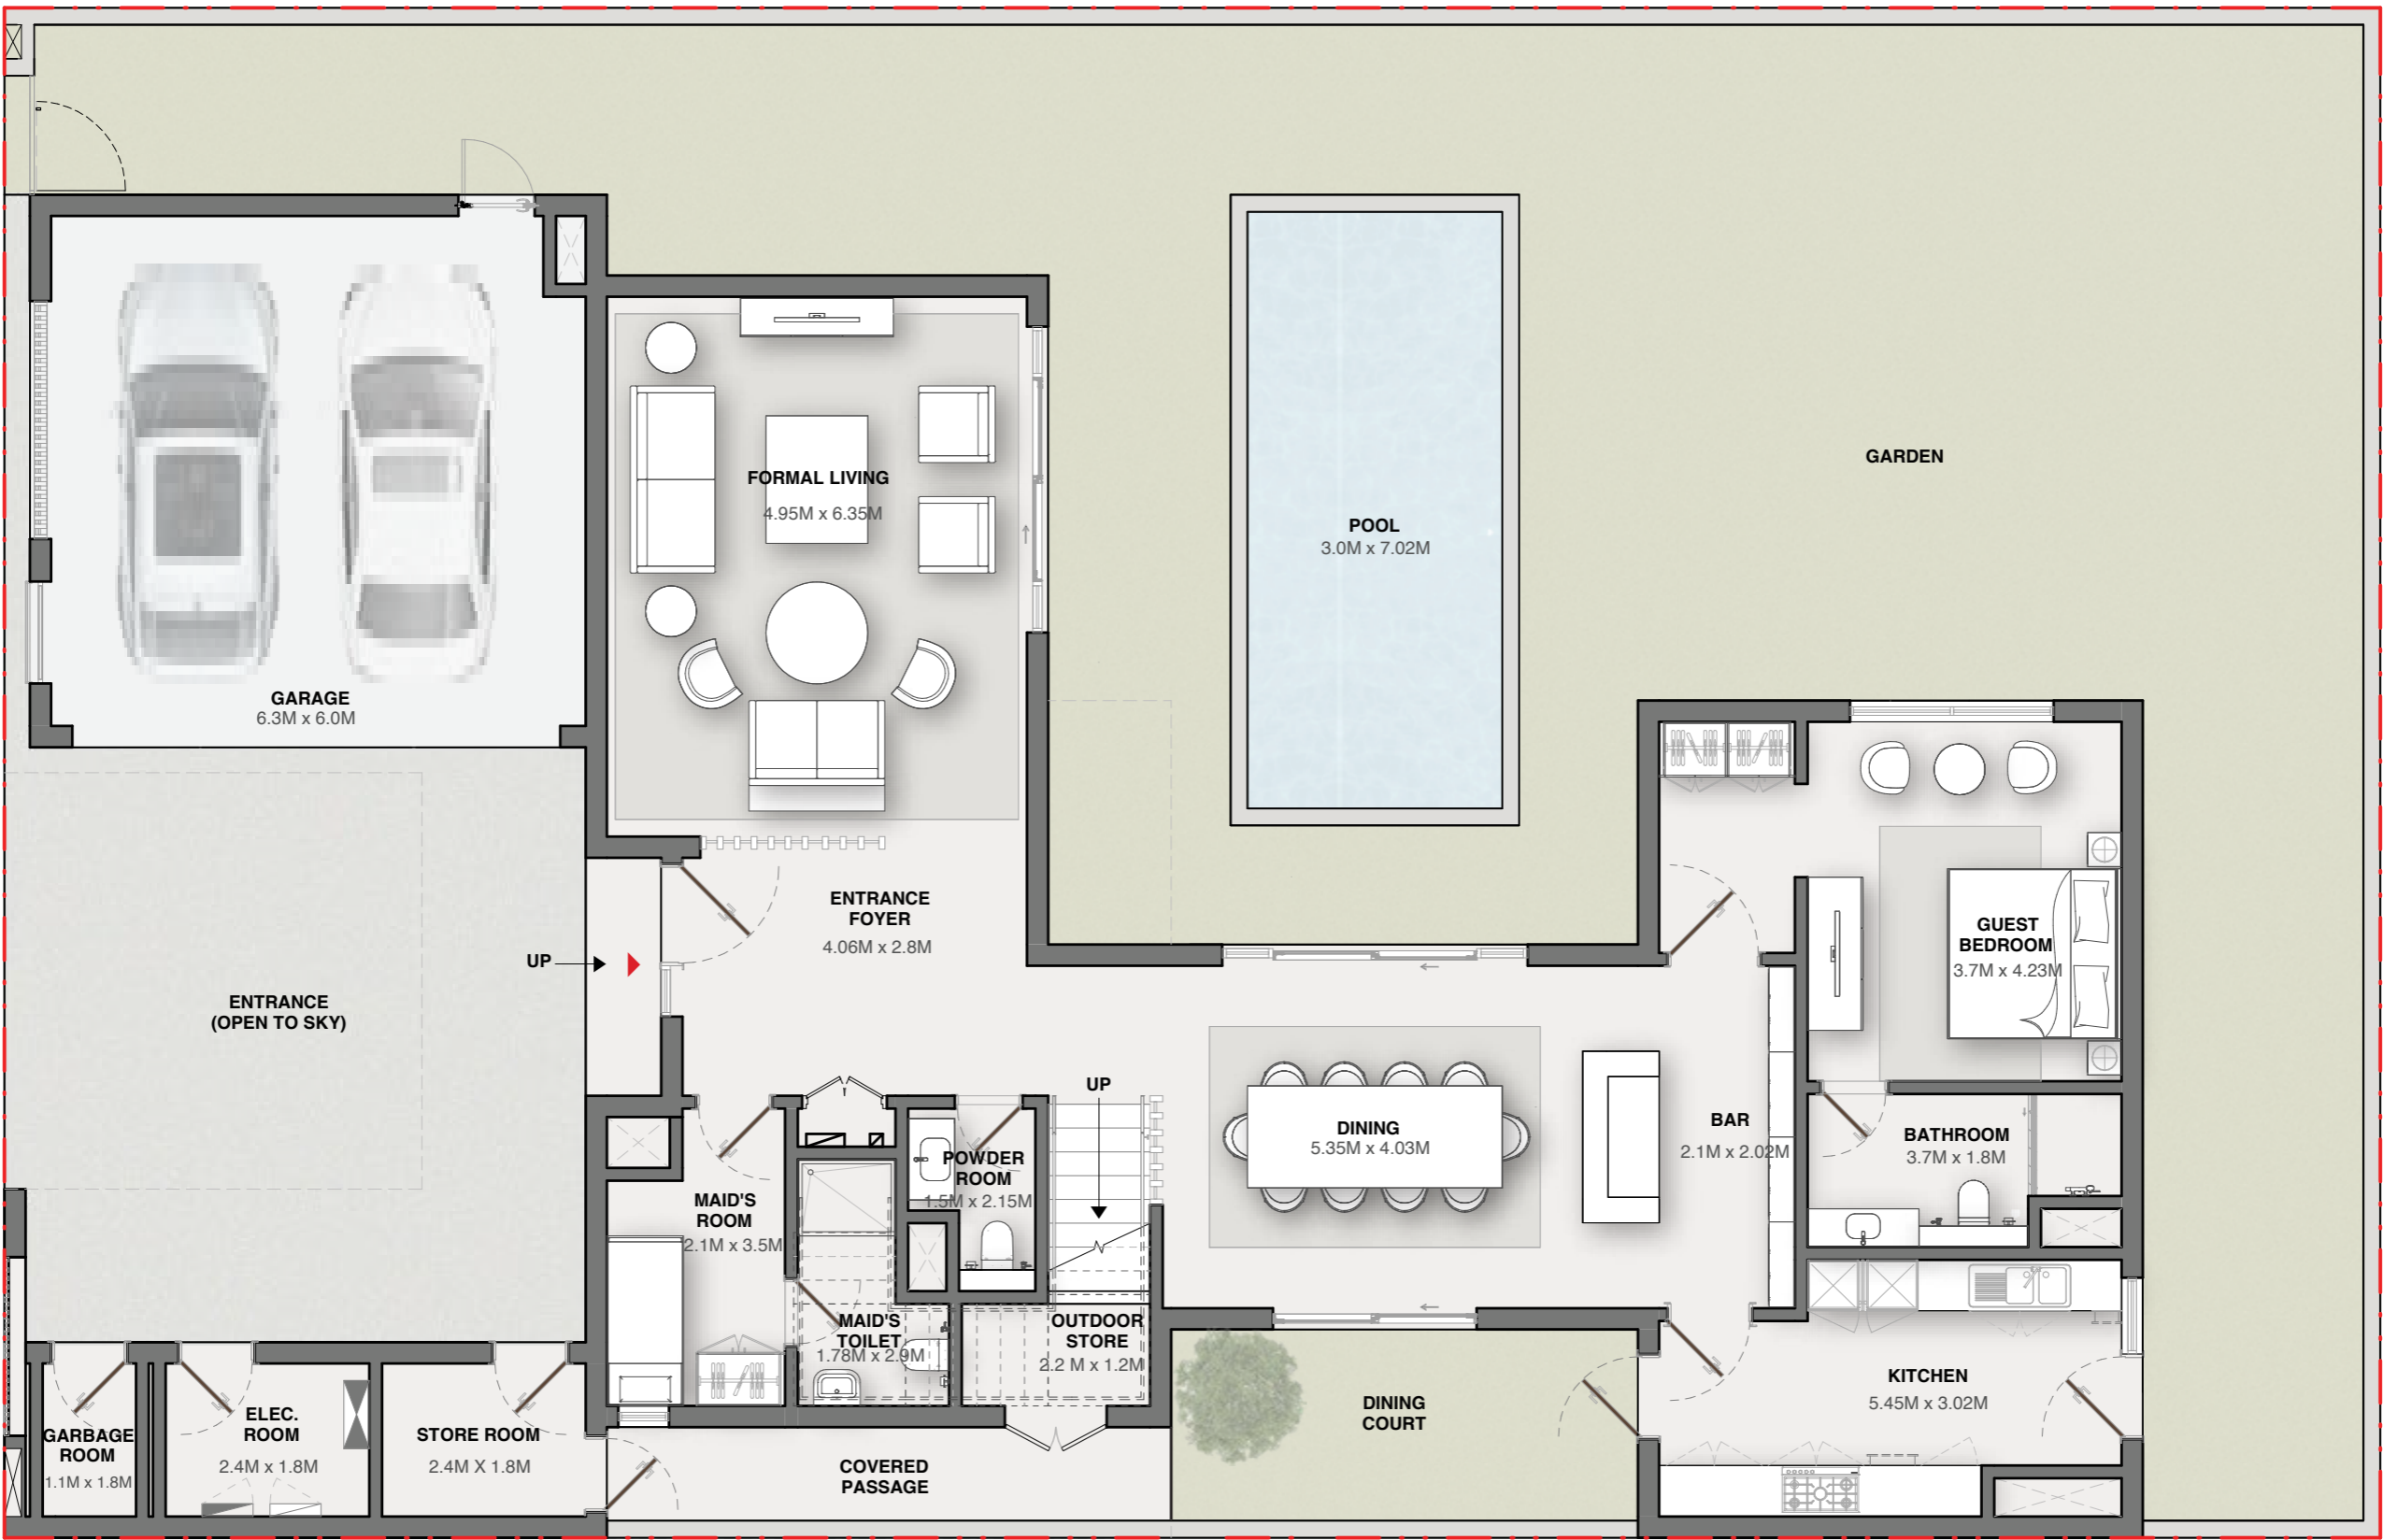 GARDEN
FORMAL LIVING
4.95M x 6.35M
POOL
3.0M x 7.02M
GARAGE
6.3M x 6.0M
ENTRANCE
FOYER
4.06M x 2.8M
UP
ENTRANCE
(OPEN TO SKY)
GUEST
BEDROOM
3.7M x 4.23M
UP
DINING
5.35M x 4.03M
BAR
2.1M x 2.02M
BATHROOM
3.7M x 1.8M
POWDER
ROOM
1.5M x 2.15M
MAID'S
ROOM
2.1M x 3.5M
MAID'S
TOILET
1.78M x 2.9M
OUTDOOR
STORE
2.2 M x 1.2M
KITCHEN
5.45M x 3.02M
DINING
COURT
GARBAGE
ROOM
1.1M x 1.8M
ELEC.
ROOM
2.4M x 1.8M
STORE ROOM
2.4M X 1.8M
COVERED
PASSAGE